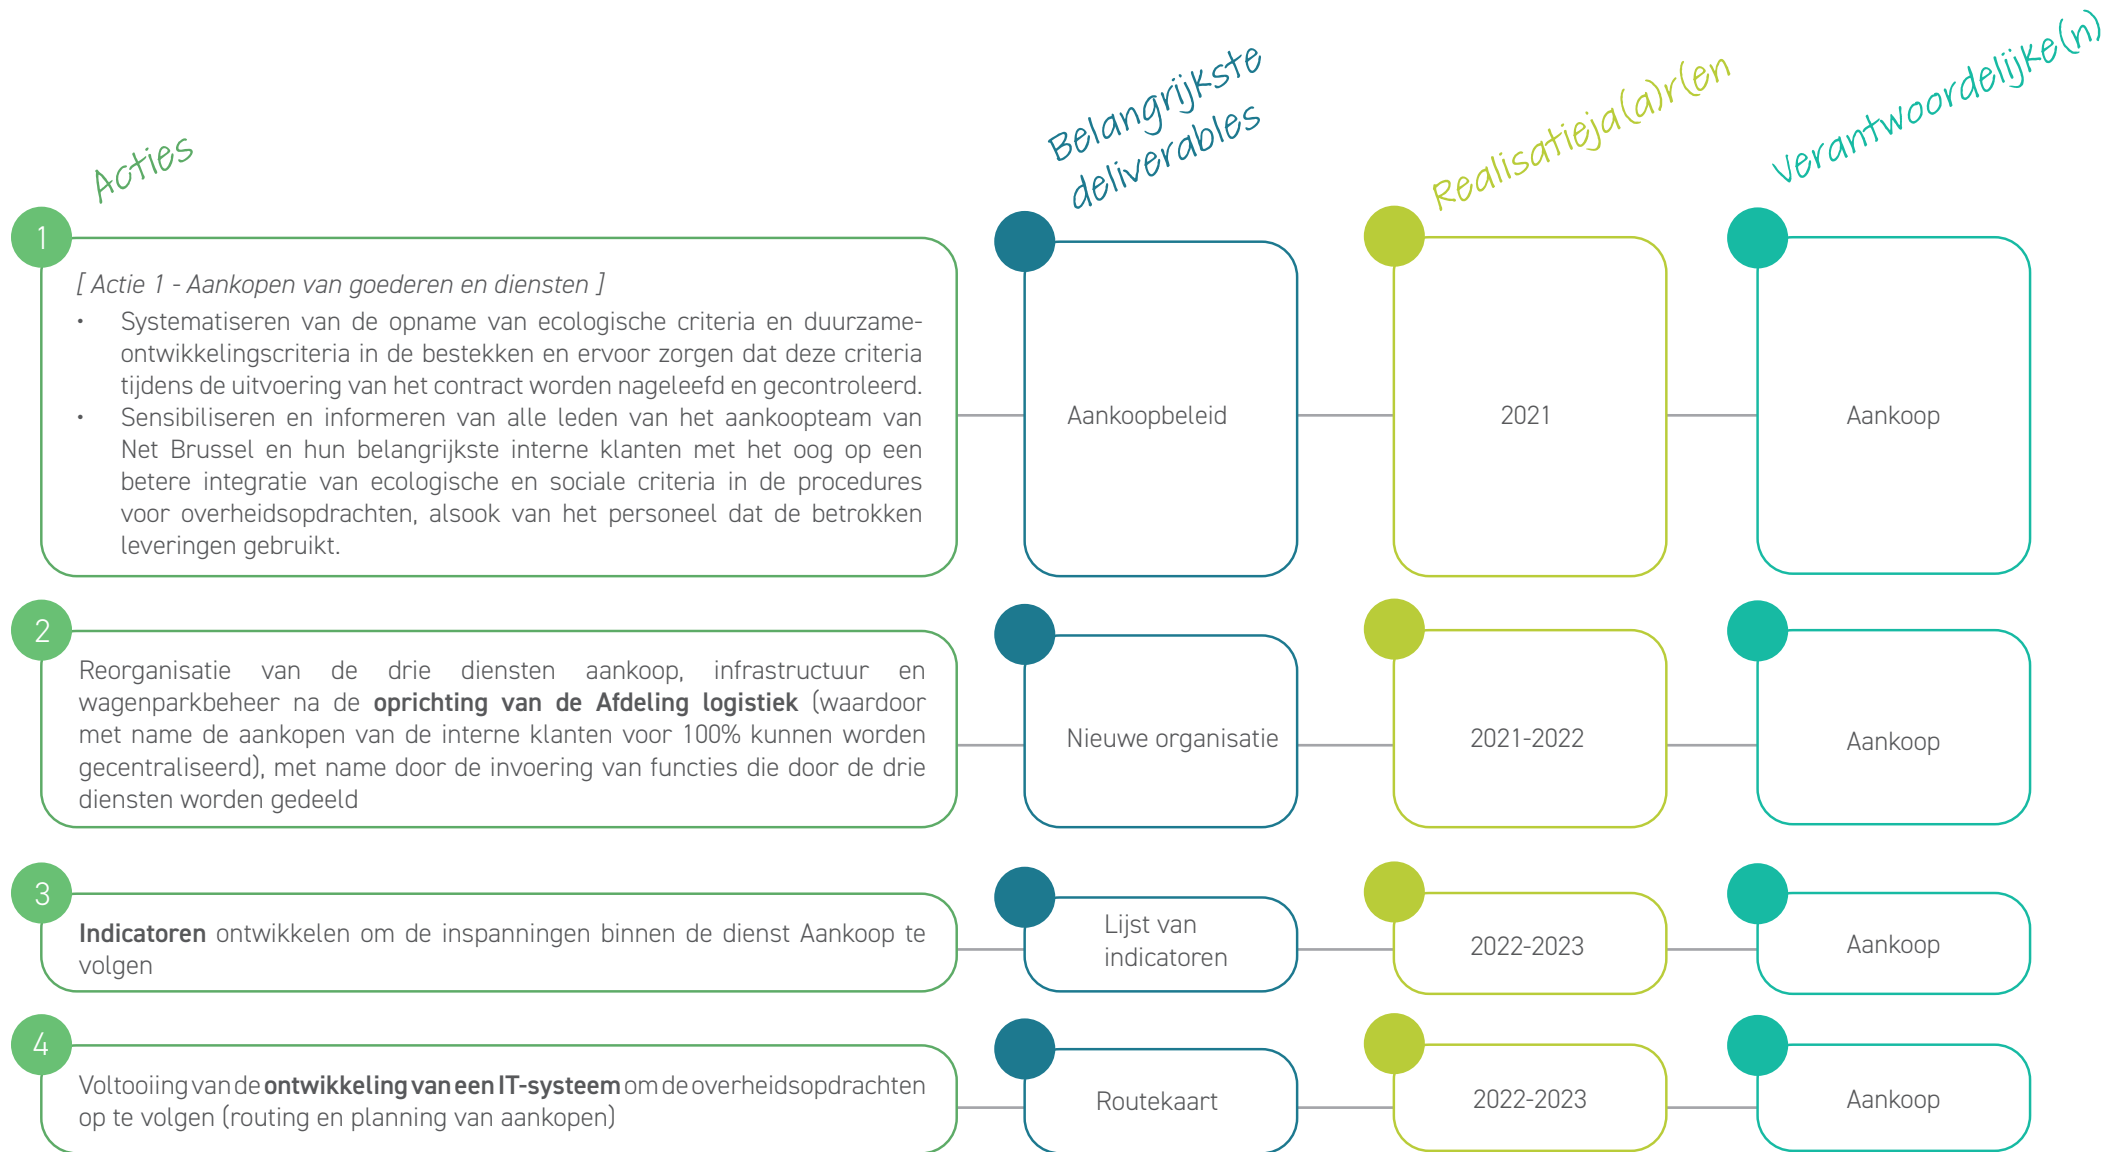 Acties
Belangrijkste
deliverables
Realisatieja(a)r(en
Verantwoordelijke(n)
1
[ Actie 1 - Aankopen van goederen en diensten ]
• Systematiseren van de opname van ecologische criteria en duurzame-
ontwikkelingscriteria in de bestekken en ervoor zorgen dat deze criteria
tijdens de uitvoering van het contract worden nageleefd en gecontroleerd.
• Sensibiliseren en informeren van alle leden van het aankoopteam van
Net Brussel en hun belangrijkste interne klanten met het oog op een
betere integratie van ecologische en sociale criteria in de procedures
voor overheidsopdrachten, alsook van het personeel dat de betrokken
leveringen gebruikt.
Aankoopbeleid
2021
Aankoop
2
Reorganisatie van de drie diensten aankoop, infrastructuur en
wagenparkbeheer na de oprichting van de Afdeling logistiek (waardoor
met name de aankopen van de interne klanten voor 100% kunnen worden
gecentraliseerd), met name door de invoering van functies die door de drie
diensten worden gedeeld
Nieuwe organisatie
2021-2022
Aankoop
3
Indicatoren ontwikkelen om de inspanningen binnen de dienst Aankoop te
volgen
Lijst van
indicatoren
2022-2023
Aankoop
4
Voltooiing van de ontwikkeling van een IT-systeem om de overheidsopdrachten
op te volgen (routing en planning van aankopen)
Routekaart
2022-2023
Aankoop